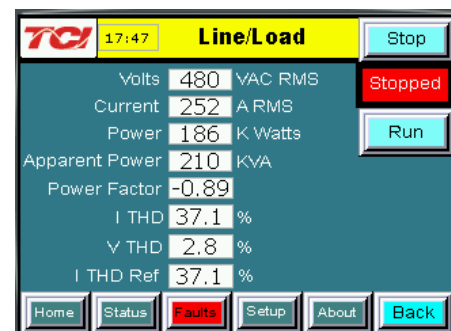 TCI 17:47 Line/Load Stop
Volts 480 VAC RMS Stopped
Current 252 A RMS
Power 186 K Watts Run
Apparent Power 210 KVA
Power Factor -0.89
I THD 37.1 %
V THD 2.8 %
I THD Ref 37.1 %
Home Status Faults Setup About Back